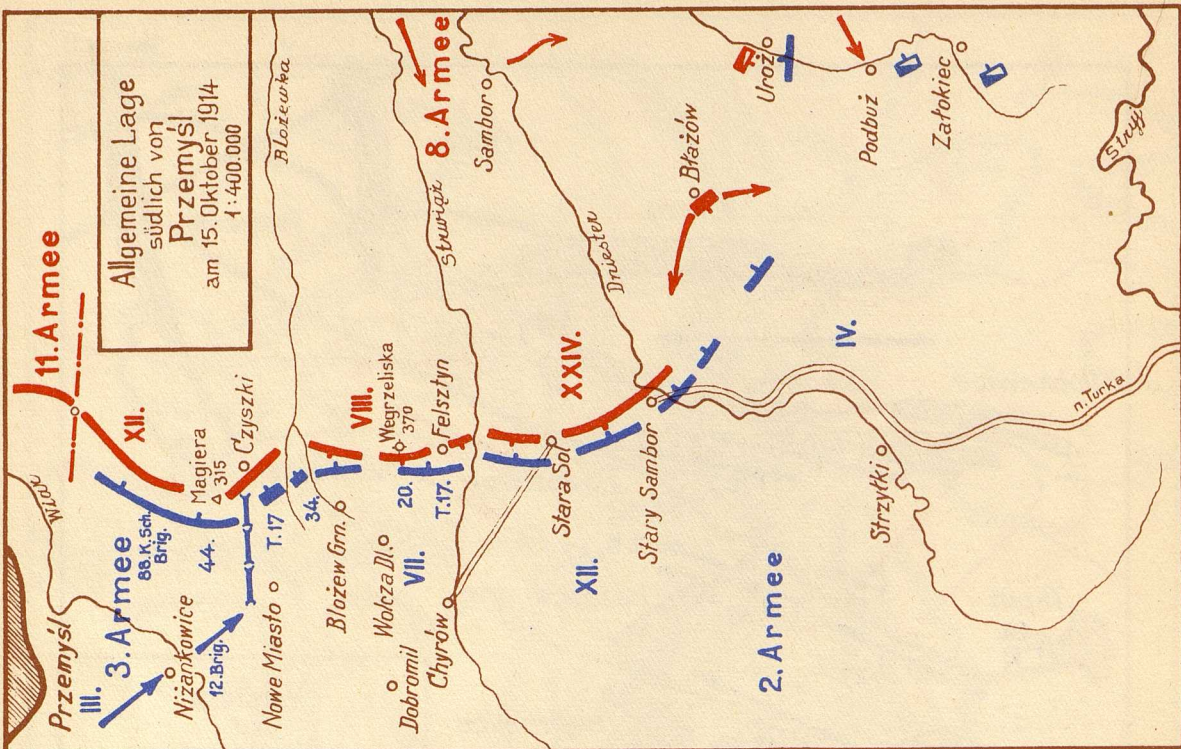 Allgemeine Lage
südlich von
Przemyśl
am 15. Oktober 1914
1:400.000
11. Armee
Wiar
Przemyśl
III.
3. Armee
88. K. Sch.
Brig.
XII.
Magiera
315
44.
Czyszki
Niżankowice
12. Brig.
T. 17
Nowe Miasto
34.
Błożewka
Błożew Grn.
VIII.
Węgrzeliska
370
20.
Wołcza Dl.
VII.
T. 17.
Felsztyn
Dobromil
Chyrów
Strwiąż
8. Armee
Sambor
Stara Sol
XXIV.
XII.
Dniester
Stary Sambor
Błażów
Uroż
2. Armee
IV.
Podbuż
Strzyłki
Załokiec
n. Turka
Stryj